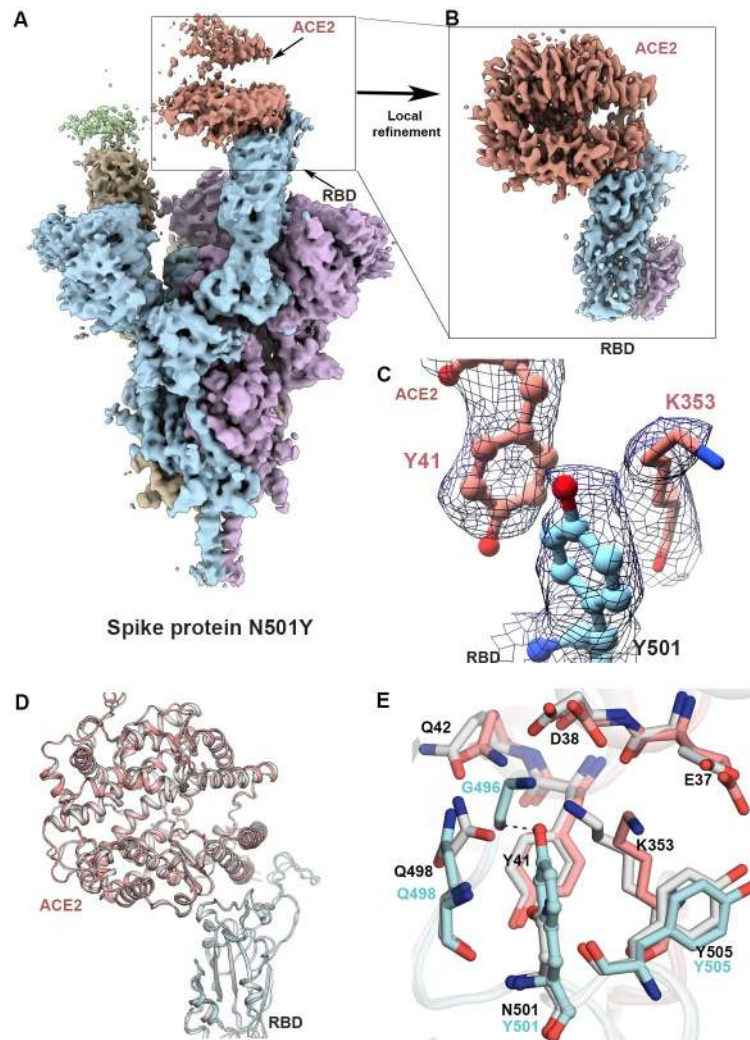 A
ACE2
RBD
Spike protein N501Y
Local
refinement
B
ACE2
RBD
C
ACE2
Y41
K353
RBD
Y501
D
ACE2
RBD
E
Q42
D38
E37
G496
K353
Y41
Q498
Q498
Y505
Y505
N501
Y501